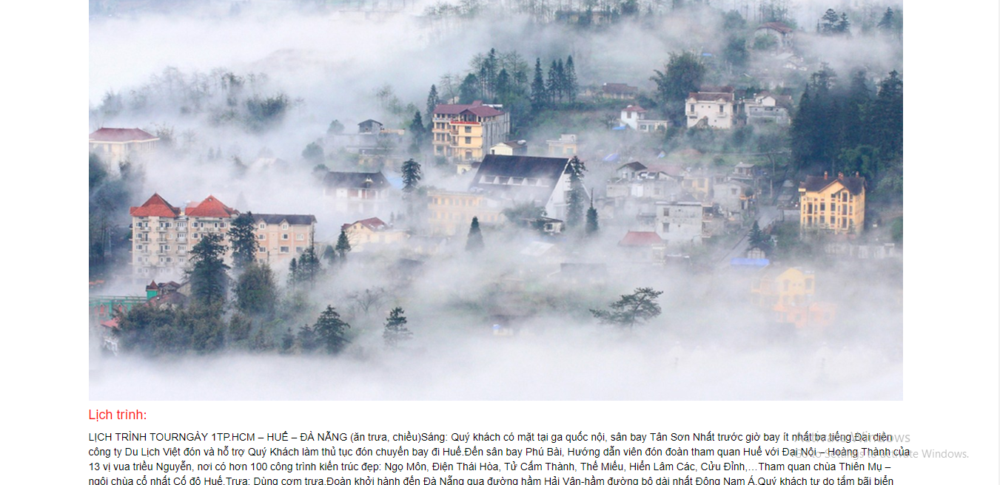 Lịch trình:
LỊCH TRÌNH TOURNGÀY 1TP.HCM – HUẾ – ĐÀ NẴNG (ăn trưa, chiều)Sáng: Quý khách có mặt tại ga quốc nội, sân bay Tân Sơn Nhất trước giờ bay ít nhất ba tiếng.Đại diện
công ty Du Lịch Việt đón và hỗ trợ Quý Khách làm thủ tục đón chuyến bay đi Huế.Đến sân bay Phú Bài, Hướng dẫn viên đón đoàn tham quan Huế với Đại Nội – Hoàng Thành của
13 vị vua triều Nguyễn, nơi có hơn 100 công trình kiến trúc đẹp: Ngọ Môn, Điện Thái Hòa, Tử Cấm Thành, Thế Miếu, Hiển Lâm Các, Cửu Đỉnh,…Tham quan chùa Thiên Mụ –
ngôi chùa cổ nhất Cố đô Huế.Trưa: Dùng cơm trưa.Đoàn khởi hành đến Đà Nẵng qua đường hầm Hải Vân-hầm đường bộ dài nhất Đông Nam Á.Quý khách tự do tắm bãi biển
Activate Windows
Go to Settings to activate Windows.